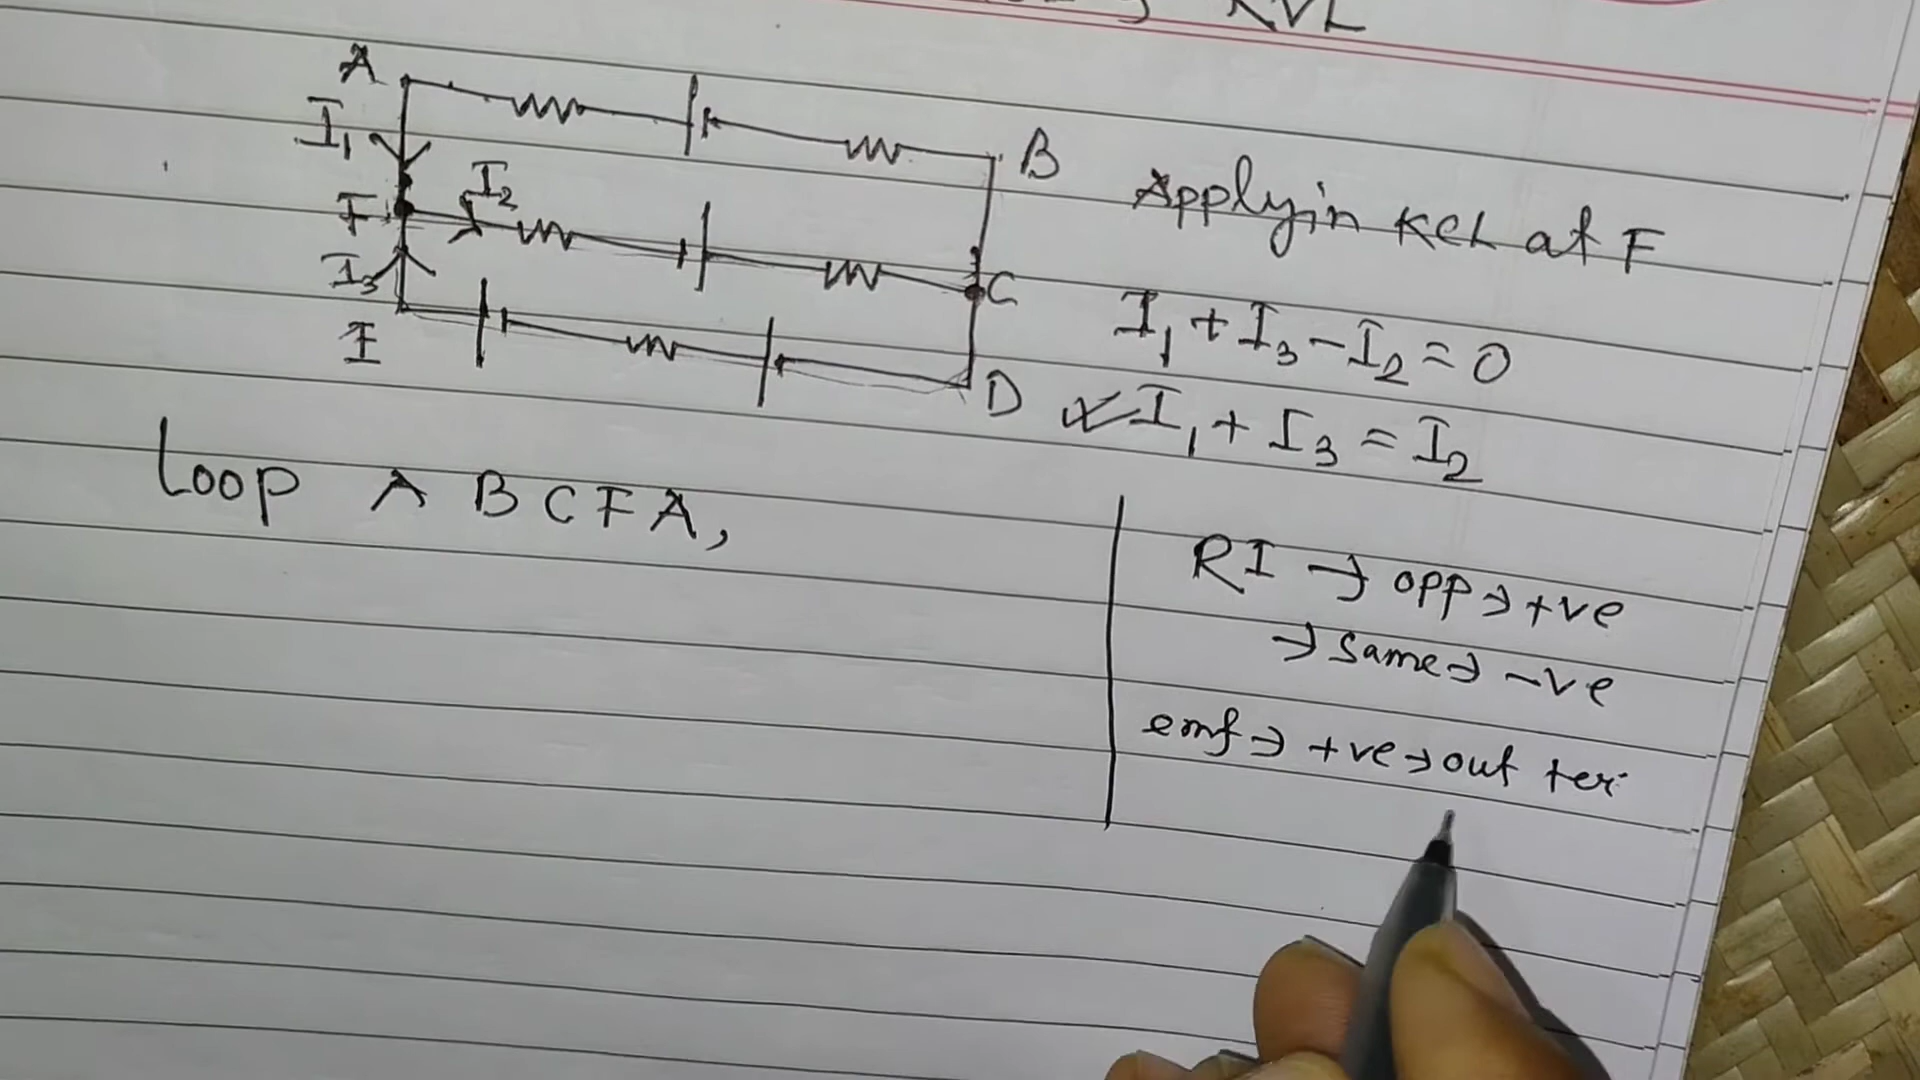 KVL
A
I₁
B
I₂
F
I₃
C
I
D
Applyin KCL at F
I₁ + I₃ - I₂ = 0
I₁ + I₃ = I₂
Loop A B C F A,
RI → opp → +ve
→ Same → -ve
emf → +ve → out ter